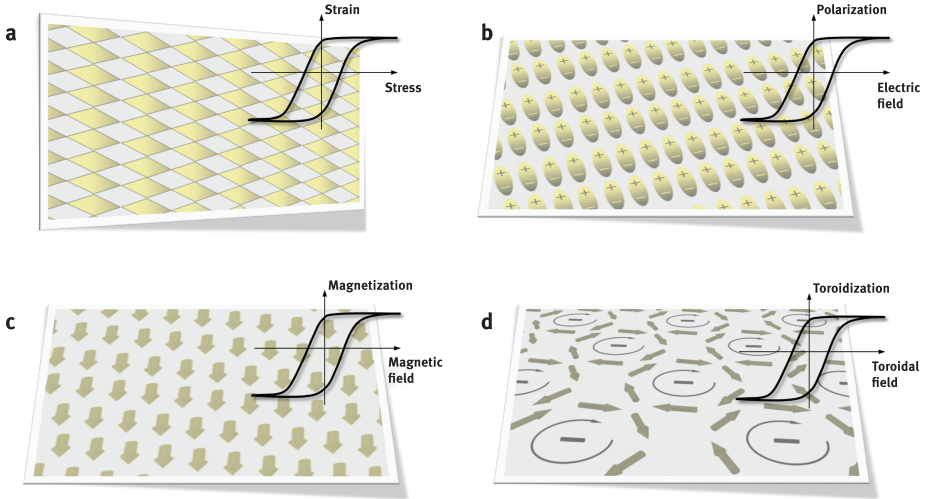 a
Strain
Stress
b
Polarization
Electric
field
c
Magnetization
Magnetic
field
d
Toroidization
Toroidal
field